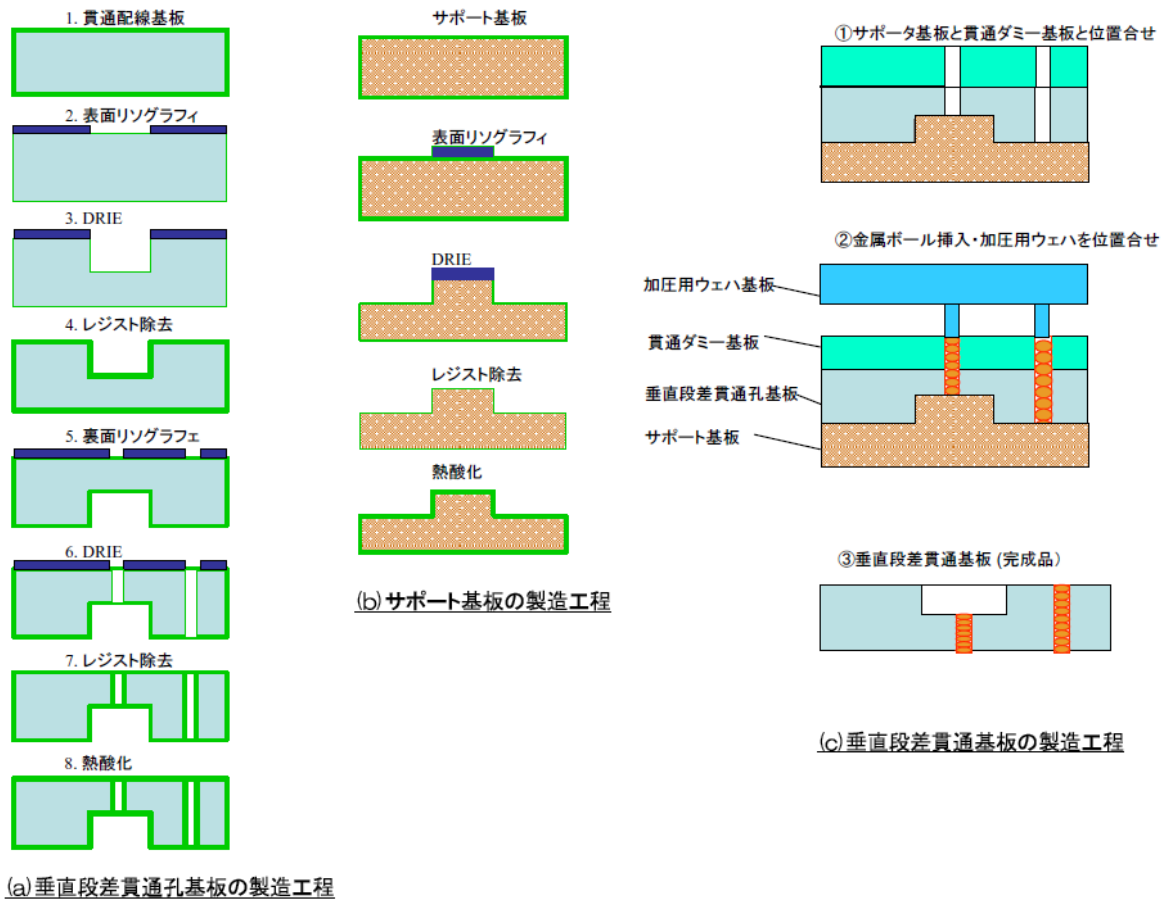 1. 貫通配線基板
2. 表面リソグラフィ
3. DRIE
4. レジスト除去
5. 裏面リソグラフェ
6. DRIE
7. レジスト除去
8. 熱酸化
(a)垂直段差貫通孔基板の製造工程
サポート基板
表面リソグラフィ
DRIE
レジスト除去
熱酸化
(b)サポート基板の製造工程
①サポータ基板と貫通ダミー基板と位置合せ
②金属ボール挿入・加圧用ウェハを位置合せ
加圧用ウェハ基板
貫通ダミー基板
垂直段差貫通孔基板
サポート基板
③垂直段差貫通基板 (完成品)
(c)垂直段差貫通基板の製造工程